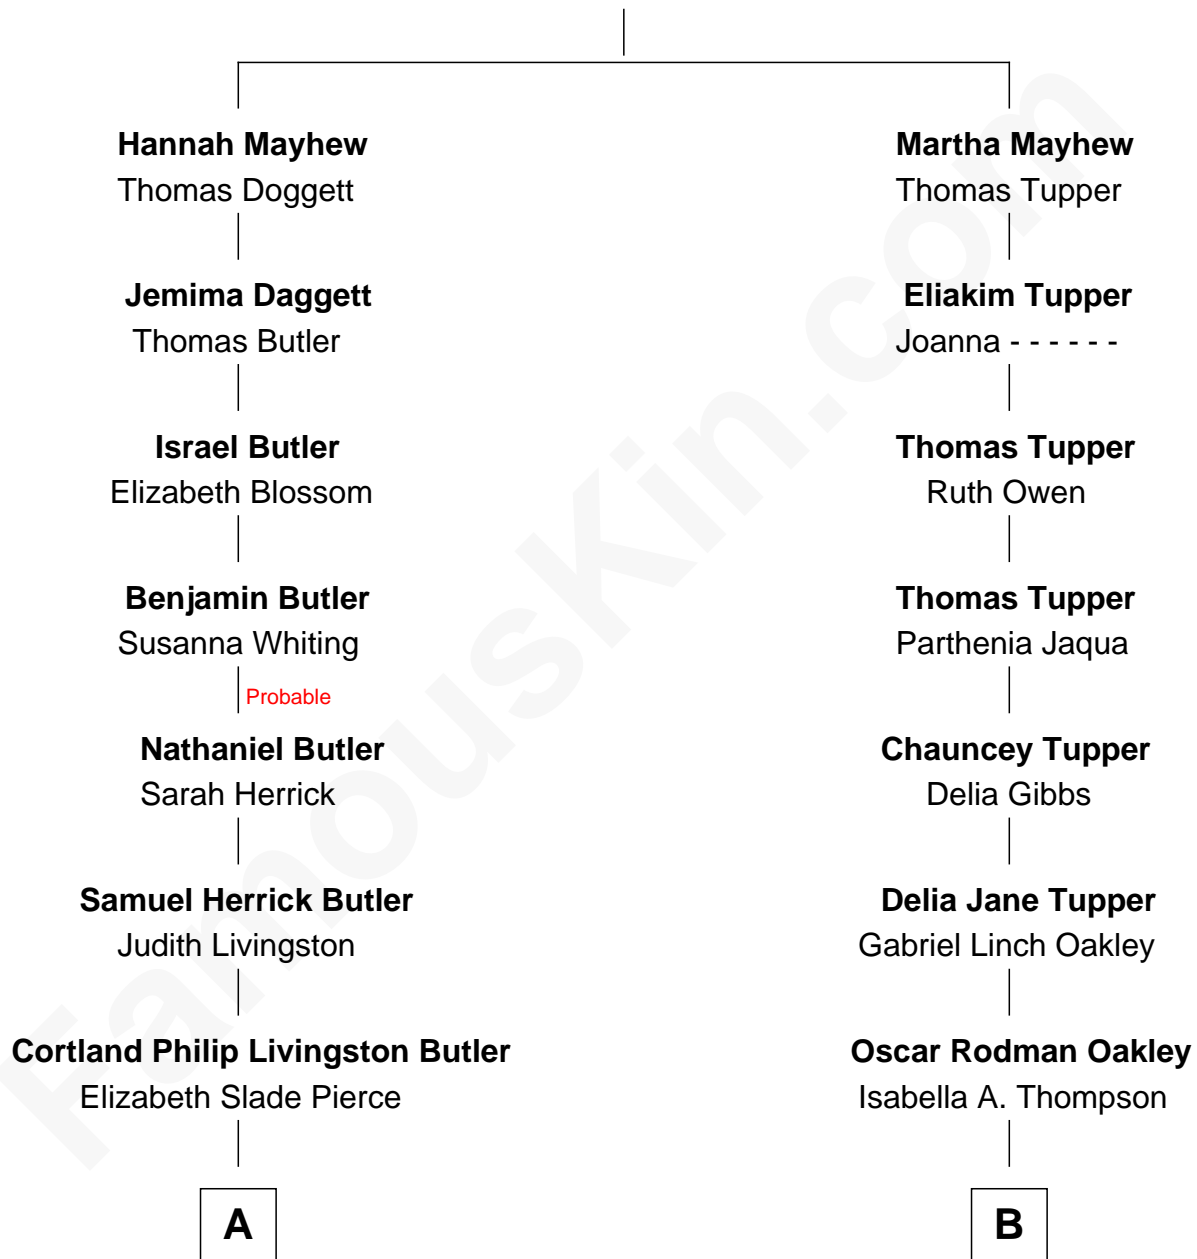 Hannah Mayhew
Thomas Doggett
Jemima Daggett
Thomas Butler
Israel Butler
Elizabeth Blossom
Benjamin Butler
Susanna Whiting
Probable
Nathaniel Butler
Sarah Herrick
Samuel Herrick Butler
Judith Livingston
Cortland Philip Livingston Butler
Elizabeth Slade Pierce
A
Martha Mayhew
Thomas Tupper
Eliakim Tupper
Joanna - - - - - -
Thomas Tupper
Ruth Owen
Thomas Tupper
Parthenia Jaqua
Chauncey Tupper
Delia Gibbs
Delia Jane Tupper
Gabriel Linch Oakley
Oscar Rodman Oakley
Isabella A. Thompson
B
FamousKin.com